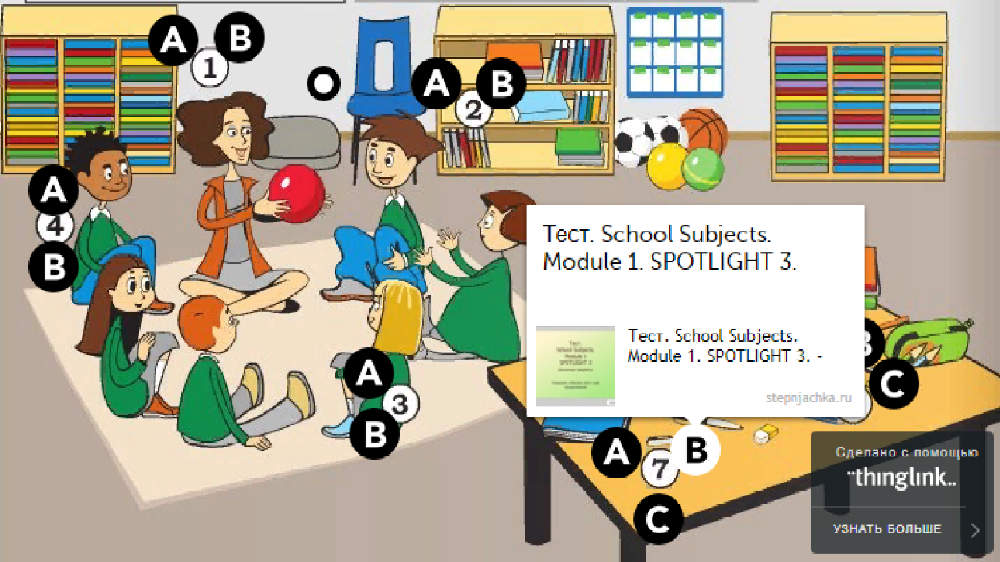 A
B
1
A
B
2
A
4
B
Тест. School Subjects.
Module 1. SPOTLIGHT 3.
Тест. School Subjects.
Module 1. SPOTLIGHT 3. -
stepnjachka.ru
A
3
B
C
A
7
B
C
Сделано с помощью
thinglink..
УЗНАТЬ БОЛЬШЕ